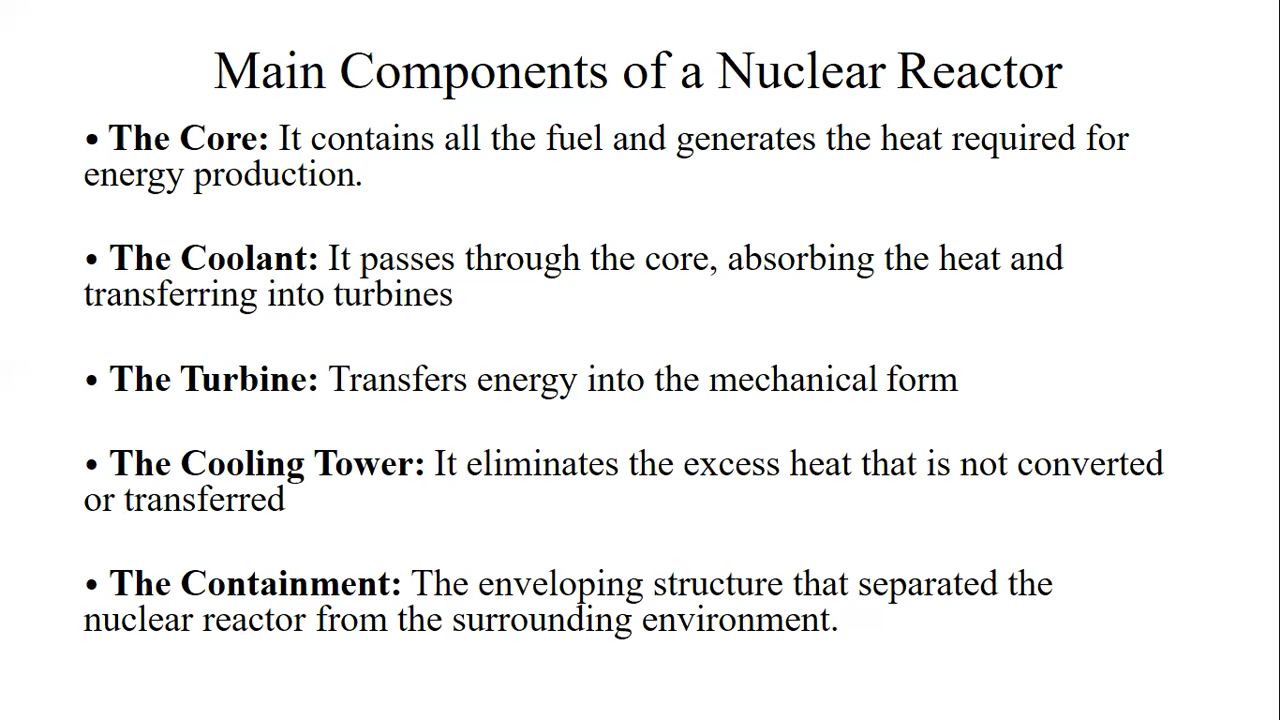 Main Components of a Nuclear Reactor
• The Core: It contains all the fuel and generates the heat required for
energy production.
• The Coolant: It passes through the core, absorbing the heat and
transferring into turbines
• The Turbine: Transfers energy into the mechanical form
• The Cooling Tower: It eliminates the excess heat that is not converted
or transferred
• The Containment: The enveloping structure that separated the
nuclear reactor from the surrounding environment.